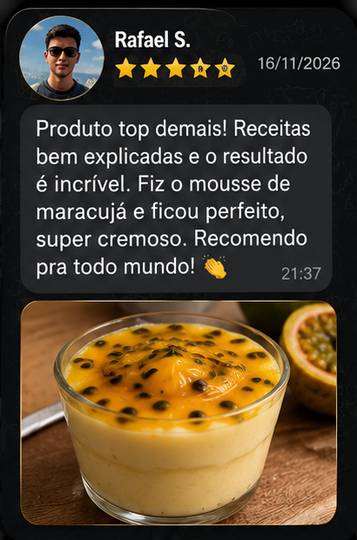 Rafael S.
16/11/2026
Produto top demais! Receitas
bem explicadas e o resultado
é incrível. Fiz o mousse de
maracujá e ficou perfeito,
super cremoso. Recomendo
pra todo mundo! 👏
21:37